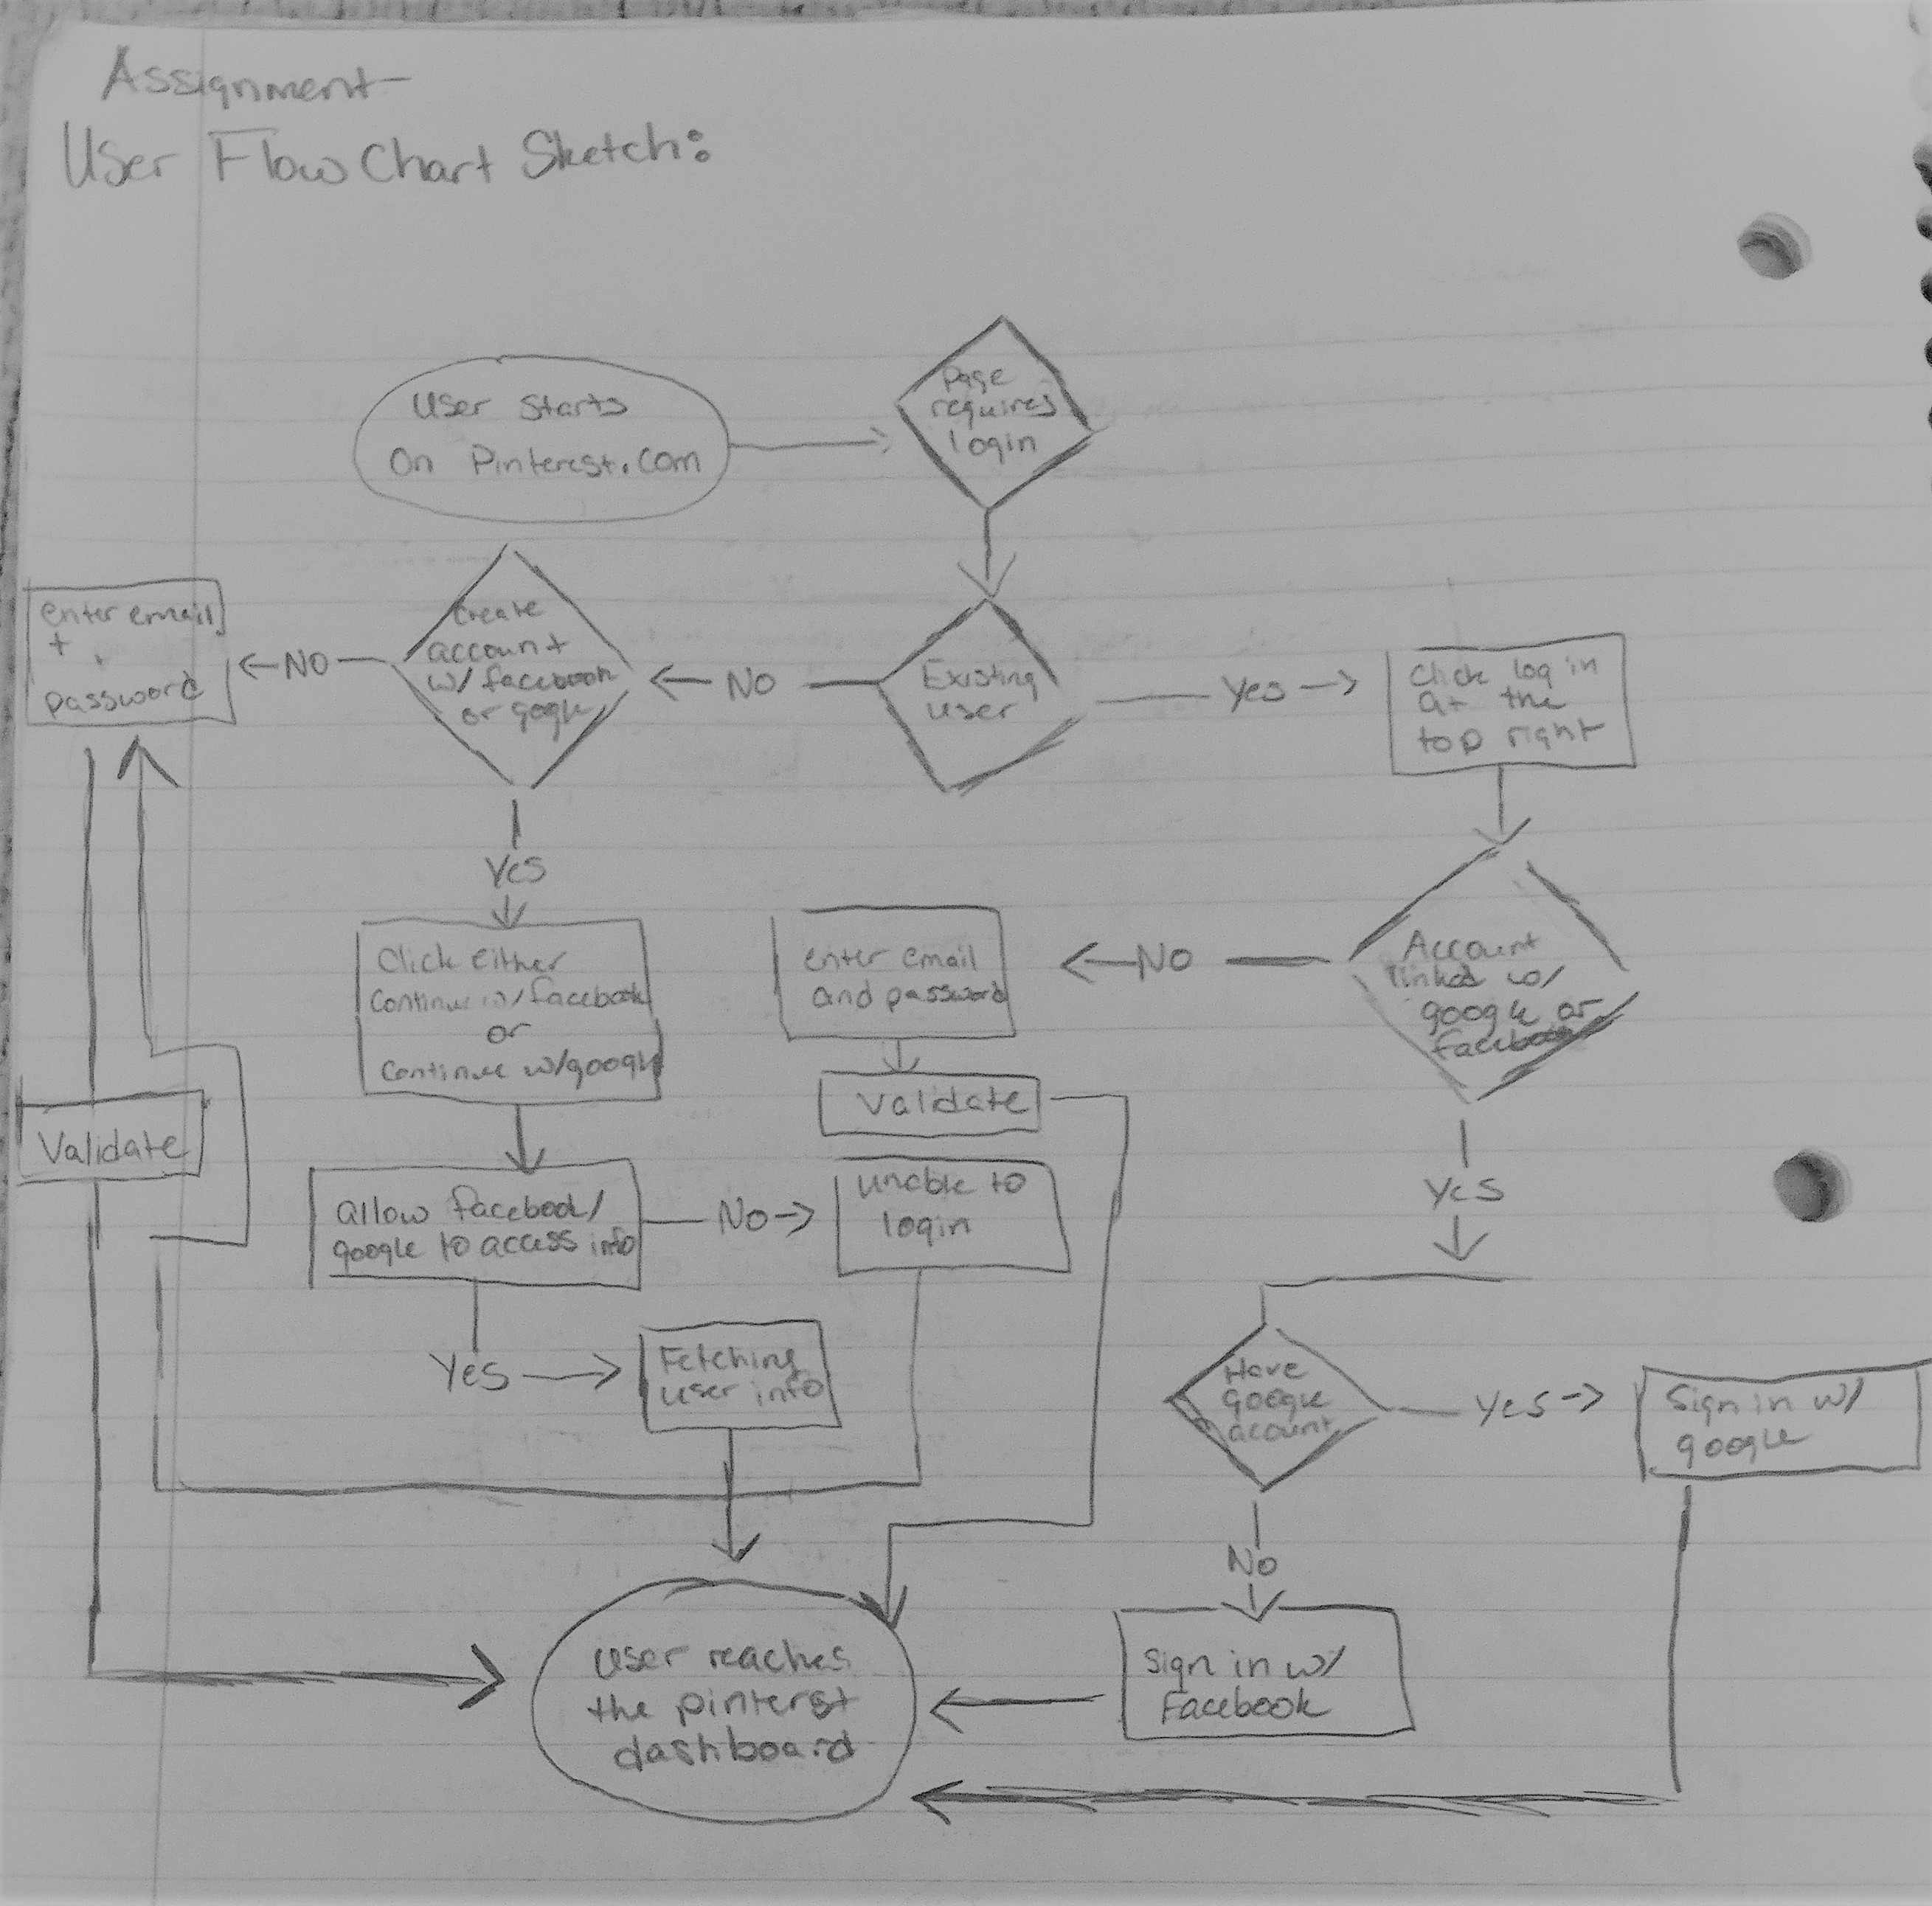 Assignment
User Flow Chart Sketch:
User starts
on Pinterest.com
Page
requires
login
enter email
+
password
NO
create
account
w/ facebook
or gogle
NO
Existing
user
Yes
Click log in
at the
top right
Yes
Click either
continue w/facebook
or
continue w/google
enter email
and password
NO
Account
linked w/
google or
facebook
Validate
Validate
Yes
allow facebook/
google to access info
No
unable to
login
Yes
Fetching
user info
Have
google
acount
Yes
Sign in w/
google
No
User reaches
the pinterst
dashboard
Sign in w/
Facebook